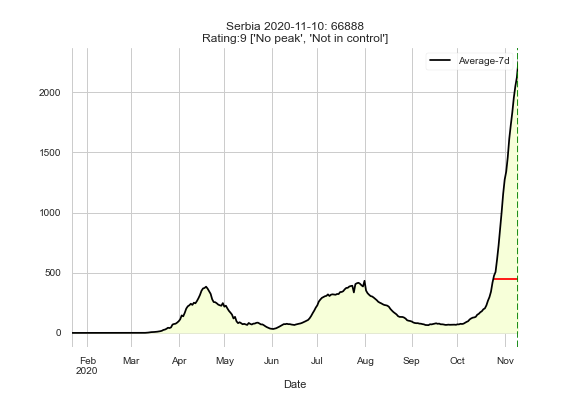 Serbia 2020-11-10: 66888
Rating:9 ['No peak', 'Not in control']
Average-7d
2000
1500
1000
500
0
Feb Mar Apr May Jun Jul Aug Sep Oct Nov
2020
Date